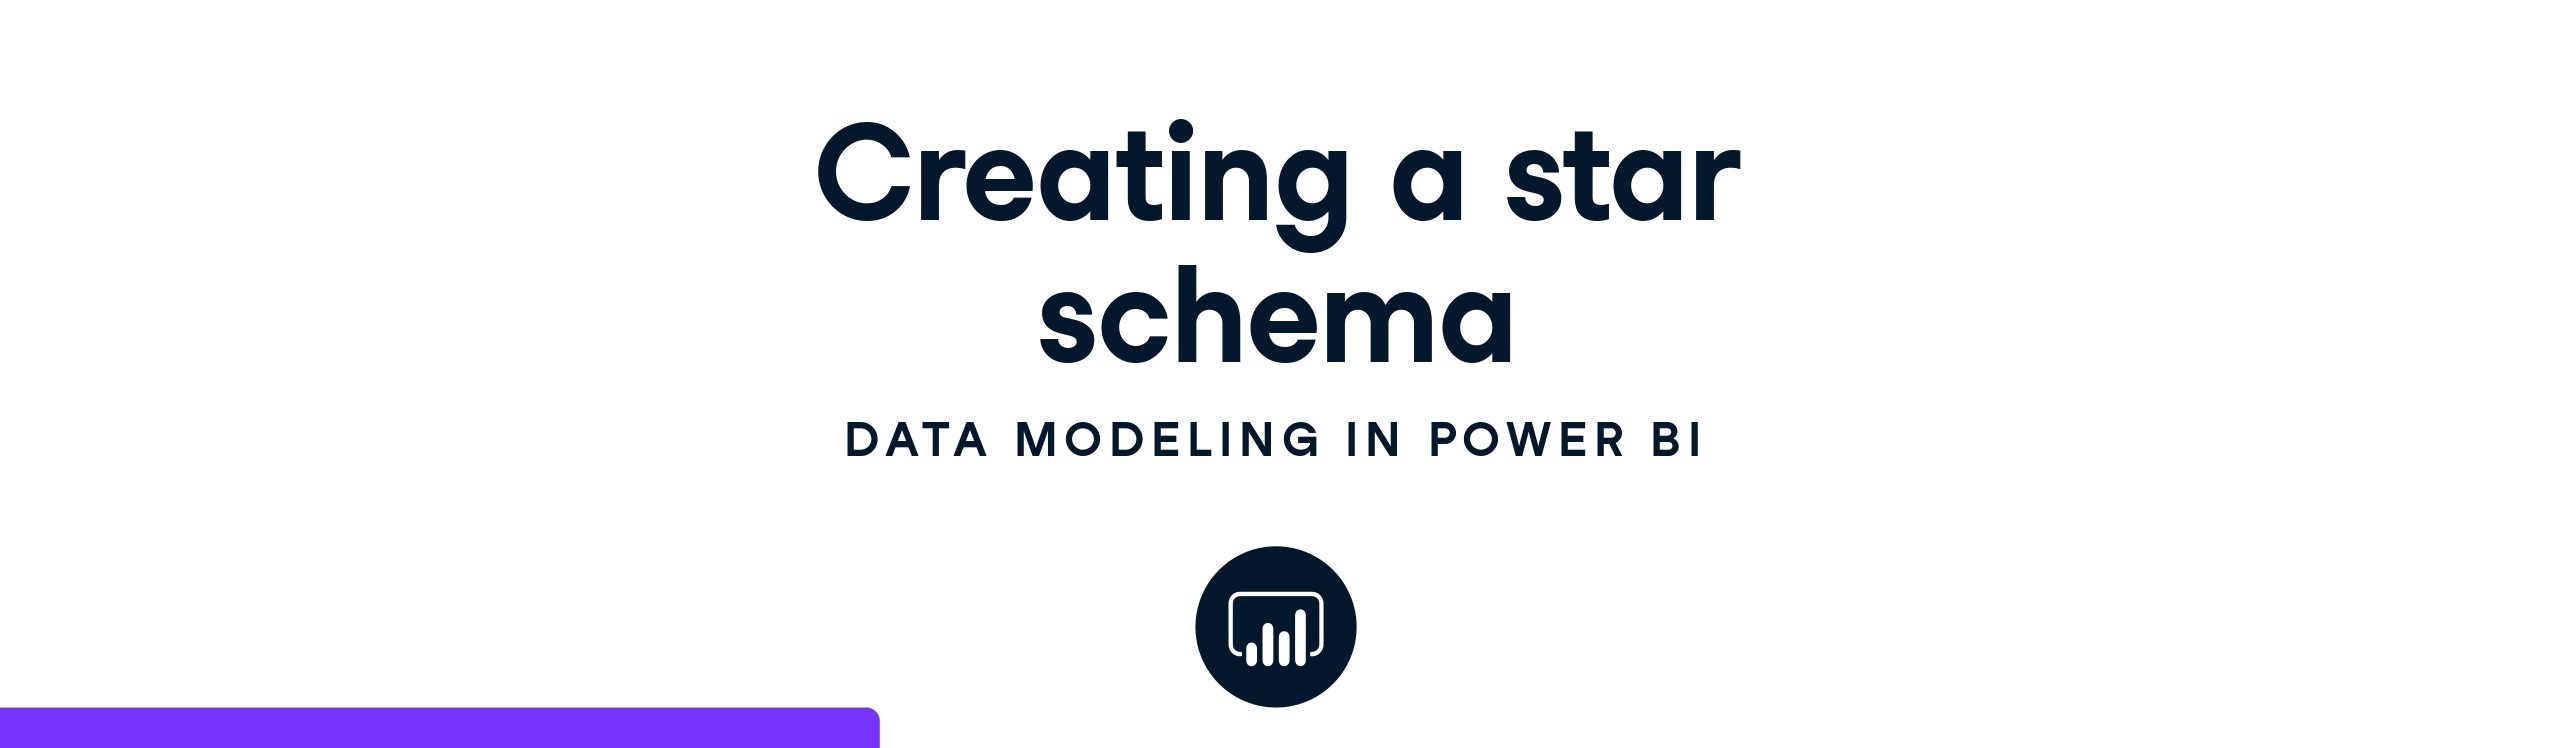 Creating a star
schema
DATA MODELING IN POWER BI